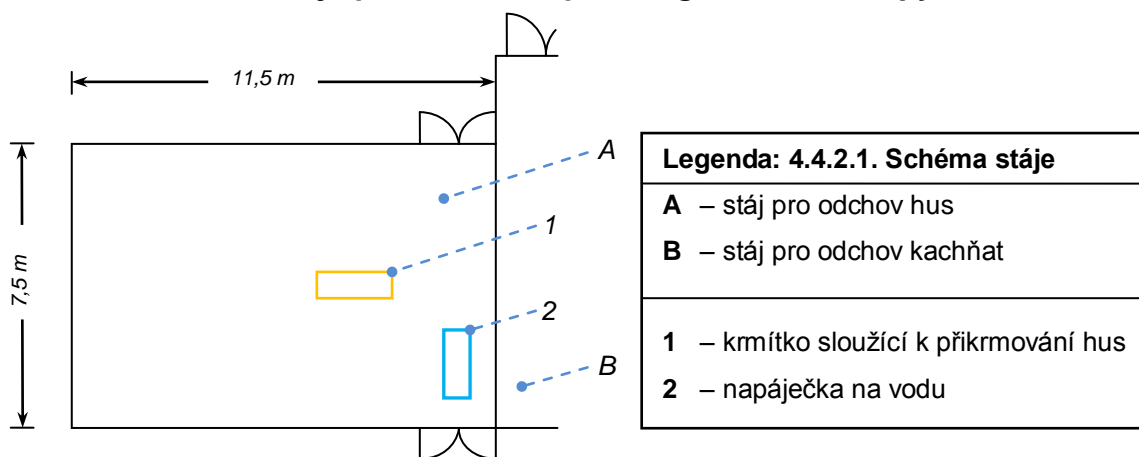 11,5 m
7,5 m
A
1
2
B
Legenda: 4.4.2.1. Schéma stáje
A – stáj pro odchov hus
B – stáj pro odchov kachňat
1 – krmítko sloužící k přikrmování hus
2 – napáječka na vodu